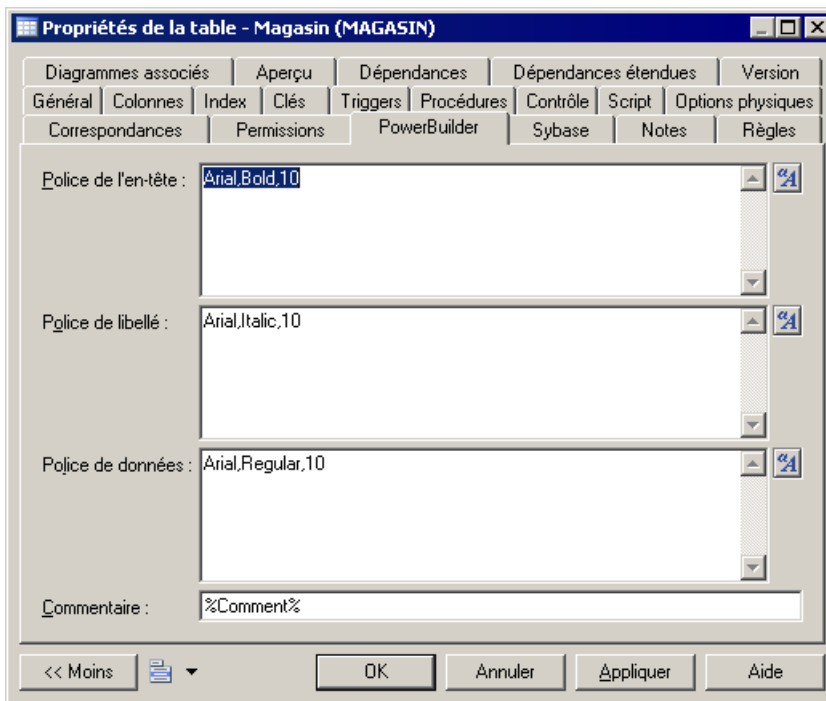 Propriétés de la table - Magasin (MAGASIN)
Diagrammes associés Aperçu Dépendances Dépendances étendues Version
Général Colonnes Index Clés Triggers Procédures Contrôle Script Options physiques
Correspondances Permissions PowerBuilder Sybase Notes Règles
Police de l'en-tête : Arial,Bold,10
Police de libellé : Arial,Italic,10
Police de données : Arial,Regular,10
Commentaire : %Comment%
<< Moins OK Annuler Appliquer Aide